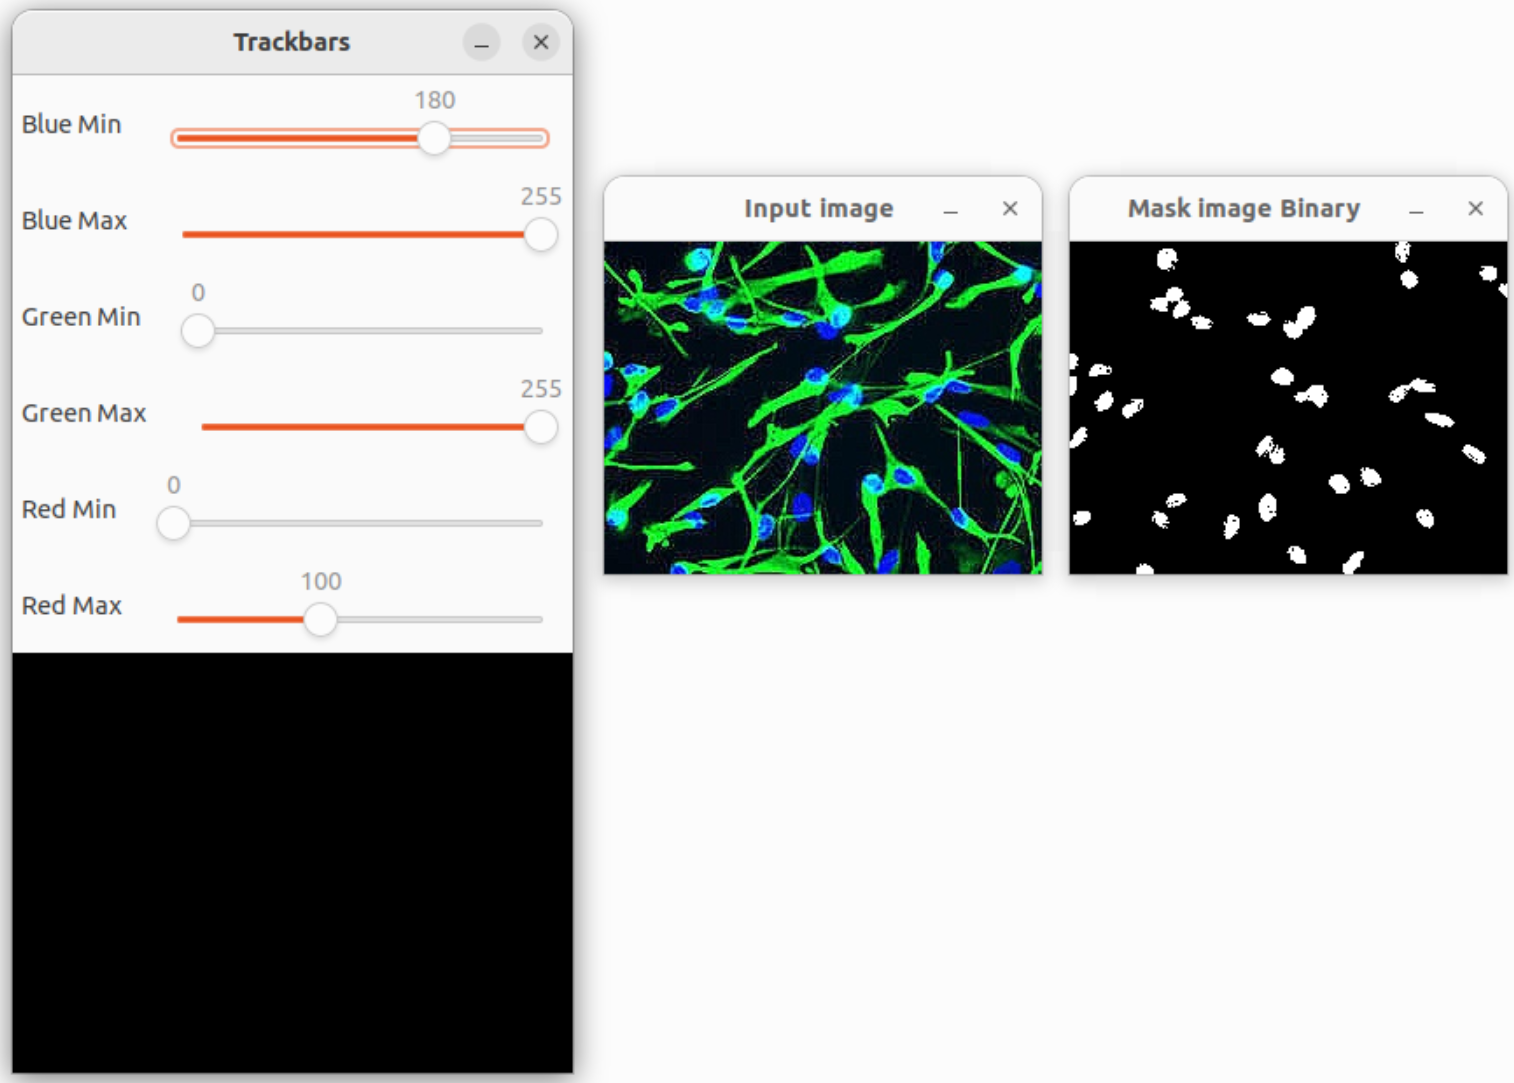 Trackbars
Blue Min
180
Blue Max
255
Green Min
0
Green Max
255
Red Min
0
Red Max
100
Input image
Mask image Binary